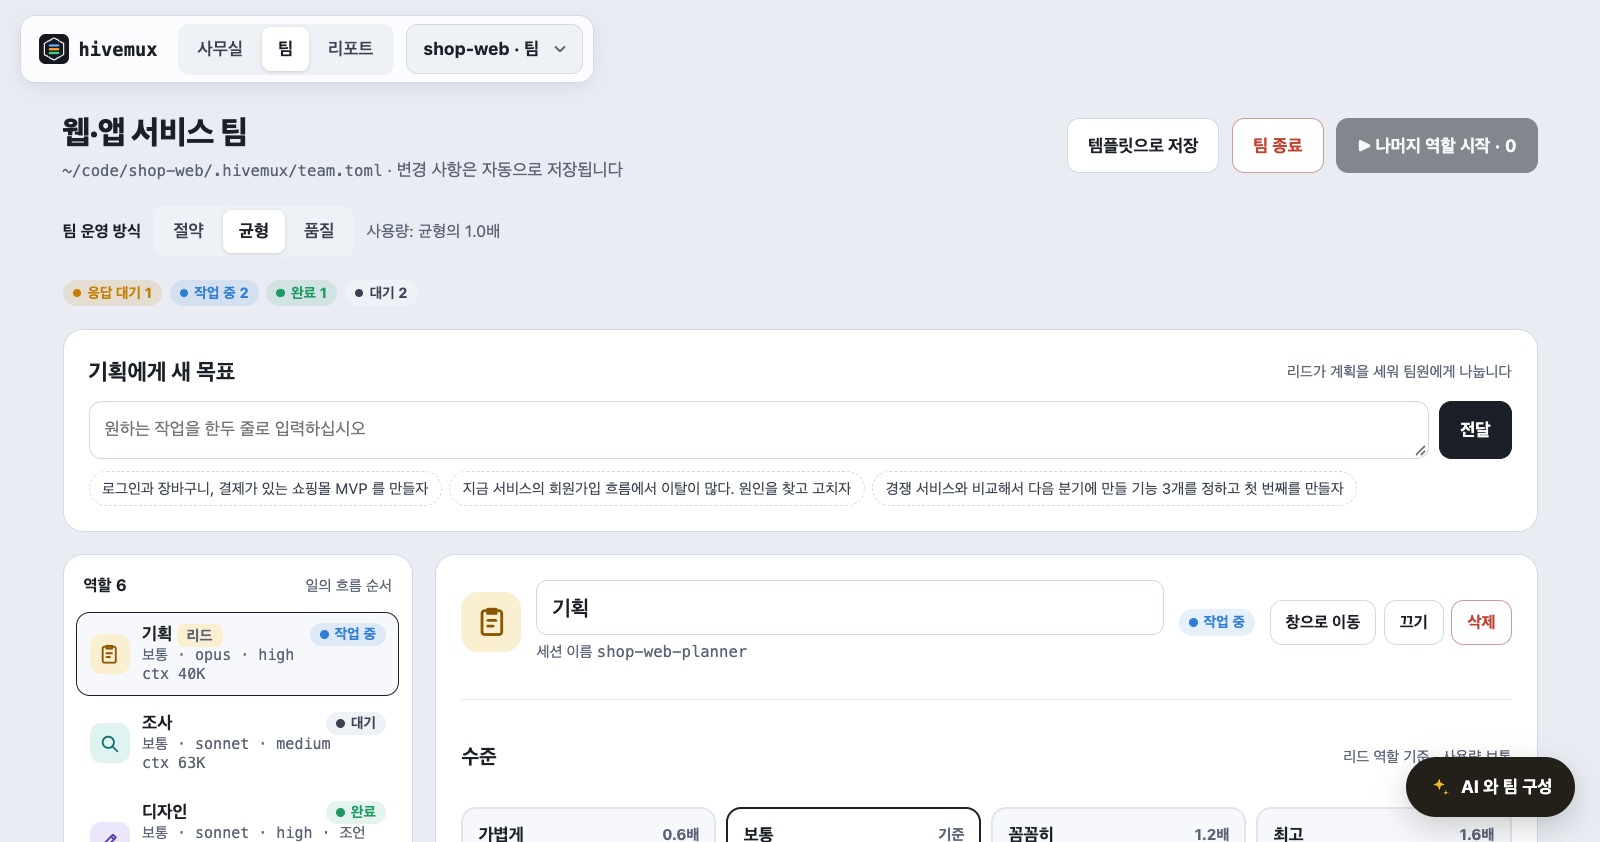 hivemux
사무실
팀
리포트
shop-web · 팀
웹·앱 서비스 팀
~/code/shop-web/.hivemux/team.toml · 변경 사항은 자동으로 저장됩니다
템플릿으로 저장
팀 종료
▶ 나머지 역할 시작 · 0
팀 운영 방식
절약
균형
품질
사용량: 균형의 1.0배
응답 대기 1
작업 중 2
완료 1
대기 2
기획에게 새 목표
리드가 계획을 세워 팀원에게 나눕니다
원하는 작업을 한두 줄로 입력하십시오
전달
로그인과 장바구니, 결제가 있는 쇼핑몰 MVP 를 만들자
지금 서비스의 회원가입 흐름에서 이탈이 많다. 원인을 찾고 고치자
경쟁 서비스와 비교해서 다음 분기에 만들 기능 3개를 정하고 첫 번째를 만들자
역할 6
일의 흐름 순서
기획 리드
작업 중
보통 · opus · high
ctx 40K
조사
대기
보통 · sonnet · medium
ctx 63K
디자인
완료
보통 · sonnet · high · 조언
기획
작업 중
창으로 이동
끄기
삭제
세션 이름 shop-web-planner
수준
리드 역할 기준 · 사용량 보통
AI 와 팀 구성
가볍게
0.6배
보통
기준
꼼꼼히
1.2배
최고
1.6배